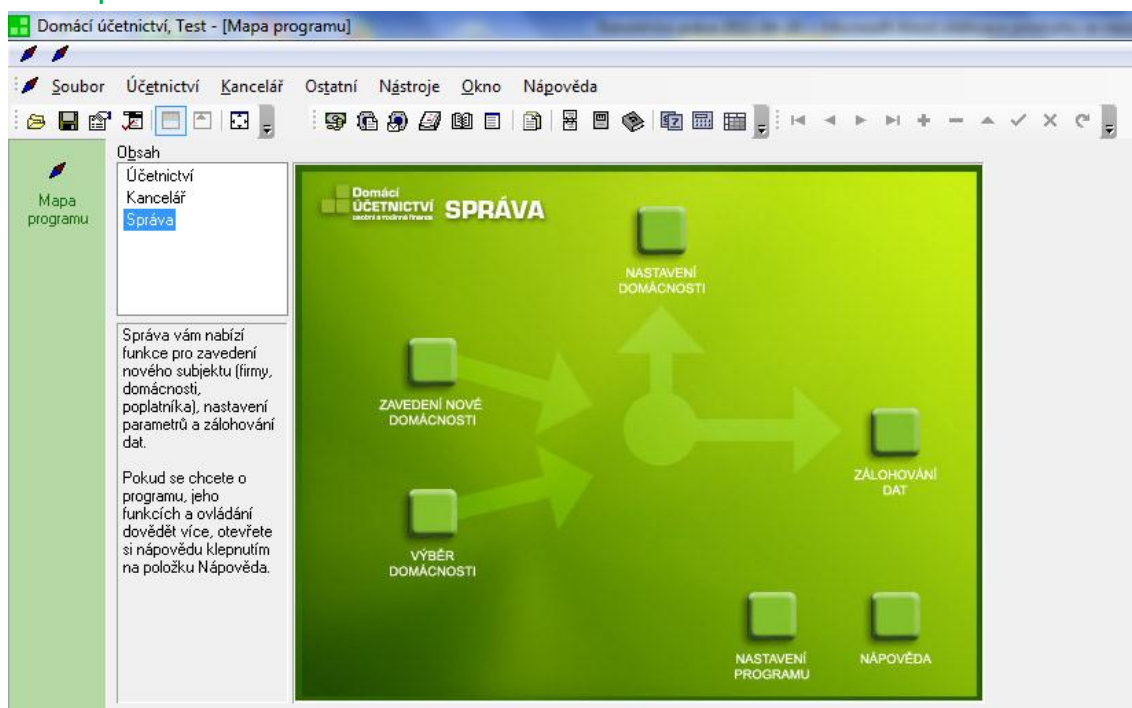 Domácí účetnictví, Test - [Mapa programu]
Soubor Účetnictví Kancelář Ostatní Nástroje Okno Nápověda
Mapa
programu
Obsah
Účetnictví
Kancelář
Správa
Správa vám nabízí
funkce pro zavedení
nového subjektu (firmy,
domácnosti,
poplatníka), nastavení
parametrů a zálohování
dat.
Pokud se chcete o
programu, jeho
funkcích a ovládání
dovědět více, otevřete
si nápovědu klepnutím
na položku Nápověda.
Domácí
ÚČETNICTVÍ
osobní a rodinné finance
SPRÁVA
NASTAVENÍ
DOMÁCNOSTI
ZAVEDENÍ NOVÉ
DOMÁCNOSTI
ZÁLOHOVÁNÍ
DAT
VÝBĚR
DOMÁCNOSTI
NASTAVENÍ
PROGRAMU
NÁPOVĚDA